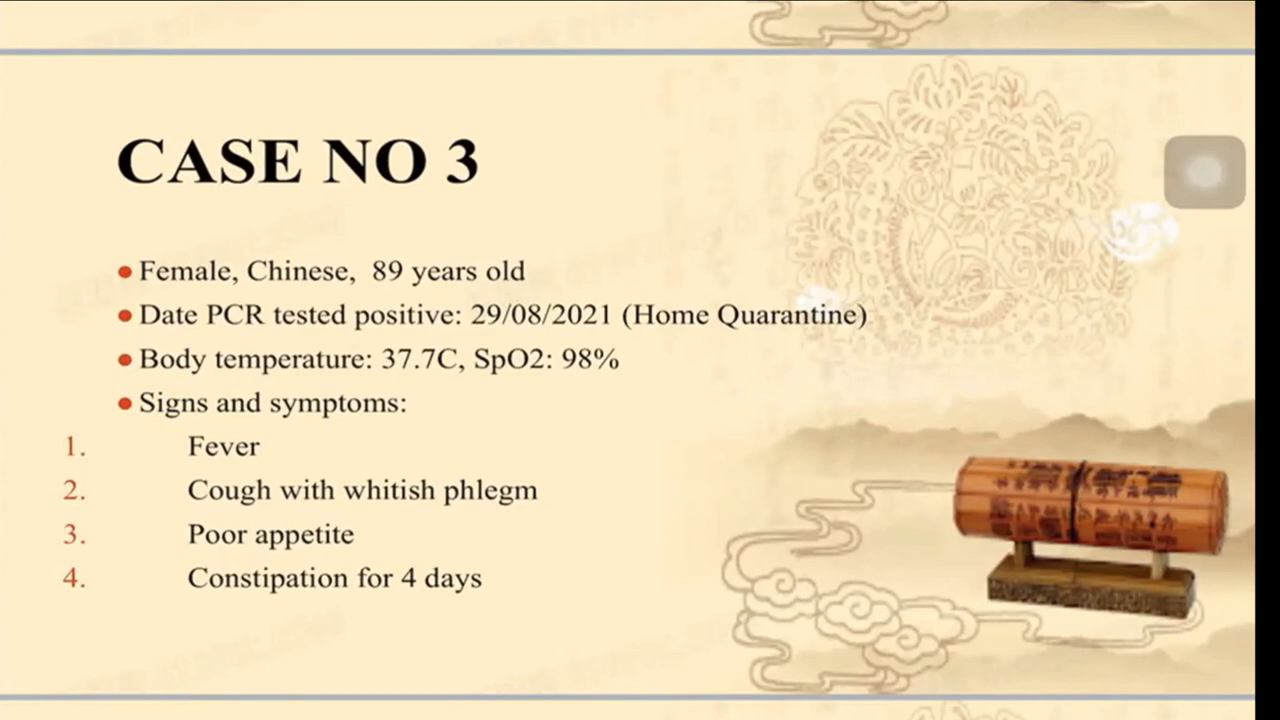 CASE NO 3
• Female, Chinese, 89 years old
• Date PCR tested positive: 29/08/2021 (Home Quarantine)
• Body temperature: 37.7C, SpO2: 98%
• Signs and symptoms:
1. Fever
2. Cough with whitish phlegm
3. Poor appetite
4. Constipation for 4 days